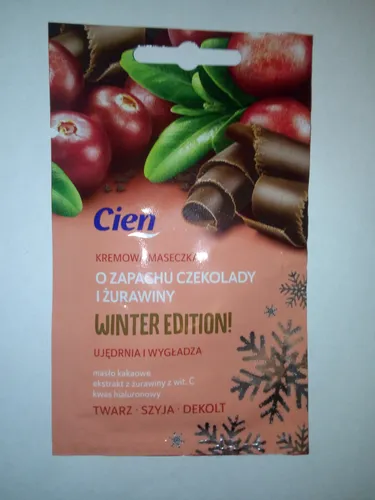 Cien
KREMOWA MASECZKA
O ZAPACHU CZEKOLADY
I ŻURAWINY
WINTER EDITION!
UJĘDRNIA I WYGŁADZA
masło kakaowe
ekstrakt z żurawiny z wit. C
kwas hialuronowy
TWARZ · SZYJA · DEKOLT